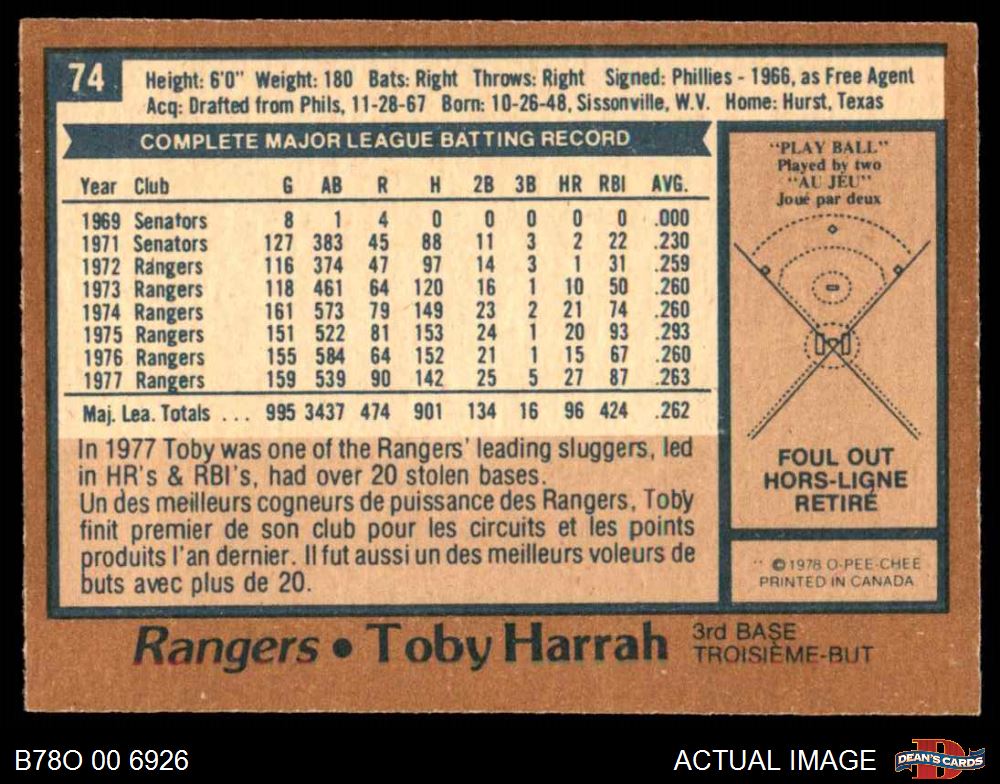 74
Height: 6'0" Weight: 180 Bats: Right Throws: Right Signed: Phillies - 1966, as Free Agent
Acq: Drafted from Phils, 11-28-67 Born: 10-26-48, Sissonville, W.V. Home: Hurst, Texas
COMPLETE MAJOR LEAGUE BATTING RECORD
Year Club G AB R H 2B 3B HR RBI AVG.
1969 Senators 8 1 4 0 0 0 0 0 .000
1971 Senators 127 383 45 88 11 3 2 22 .230
1972 Rangers 116 374 47 97 14 3 1 31 .259
1973 Rangers 118 461 64 120 16 1 10 50 .260
1974 Rangers 161 573 79 149 23 2 21 74 .260
1975 Rangers 151 522 81 153 24 1 20 93 .293
1976 Rangers 155 584 64 152 21 1 15 67 .260
1977 Rangers 159 539 90 142 25 5 27 87 .263
Maj. Lea. Totals ... 995 3437 474 901 134 16 96 424 .262
In 1977 Toby was one of the Rangers' leading sluggers, led
in HR's & RBI's, had over 20 stolen bases.
Un des meilleurs cogneurs de puissance des Rangers, Toby
finit premier de son club pour les circuits et les points
produits l'an dernier. Il fut aussi un des meilleurs voleurs de
buts avec plus de 20.
"PLAY BALL"
Played by two
"AU JEU"
Joué par deux
FOUL OUT
HORS-LIGNE
RETIRÉ
©1978 O-PEE-CHEE
PRINTED IN CANADA
Rangers • Toby Harrah
3rd BASE
TROISIÈME-BUT
B78O 00 6926
ACTUAL IMAGE
D
DEAN'S CARDS